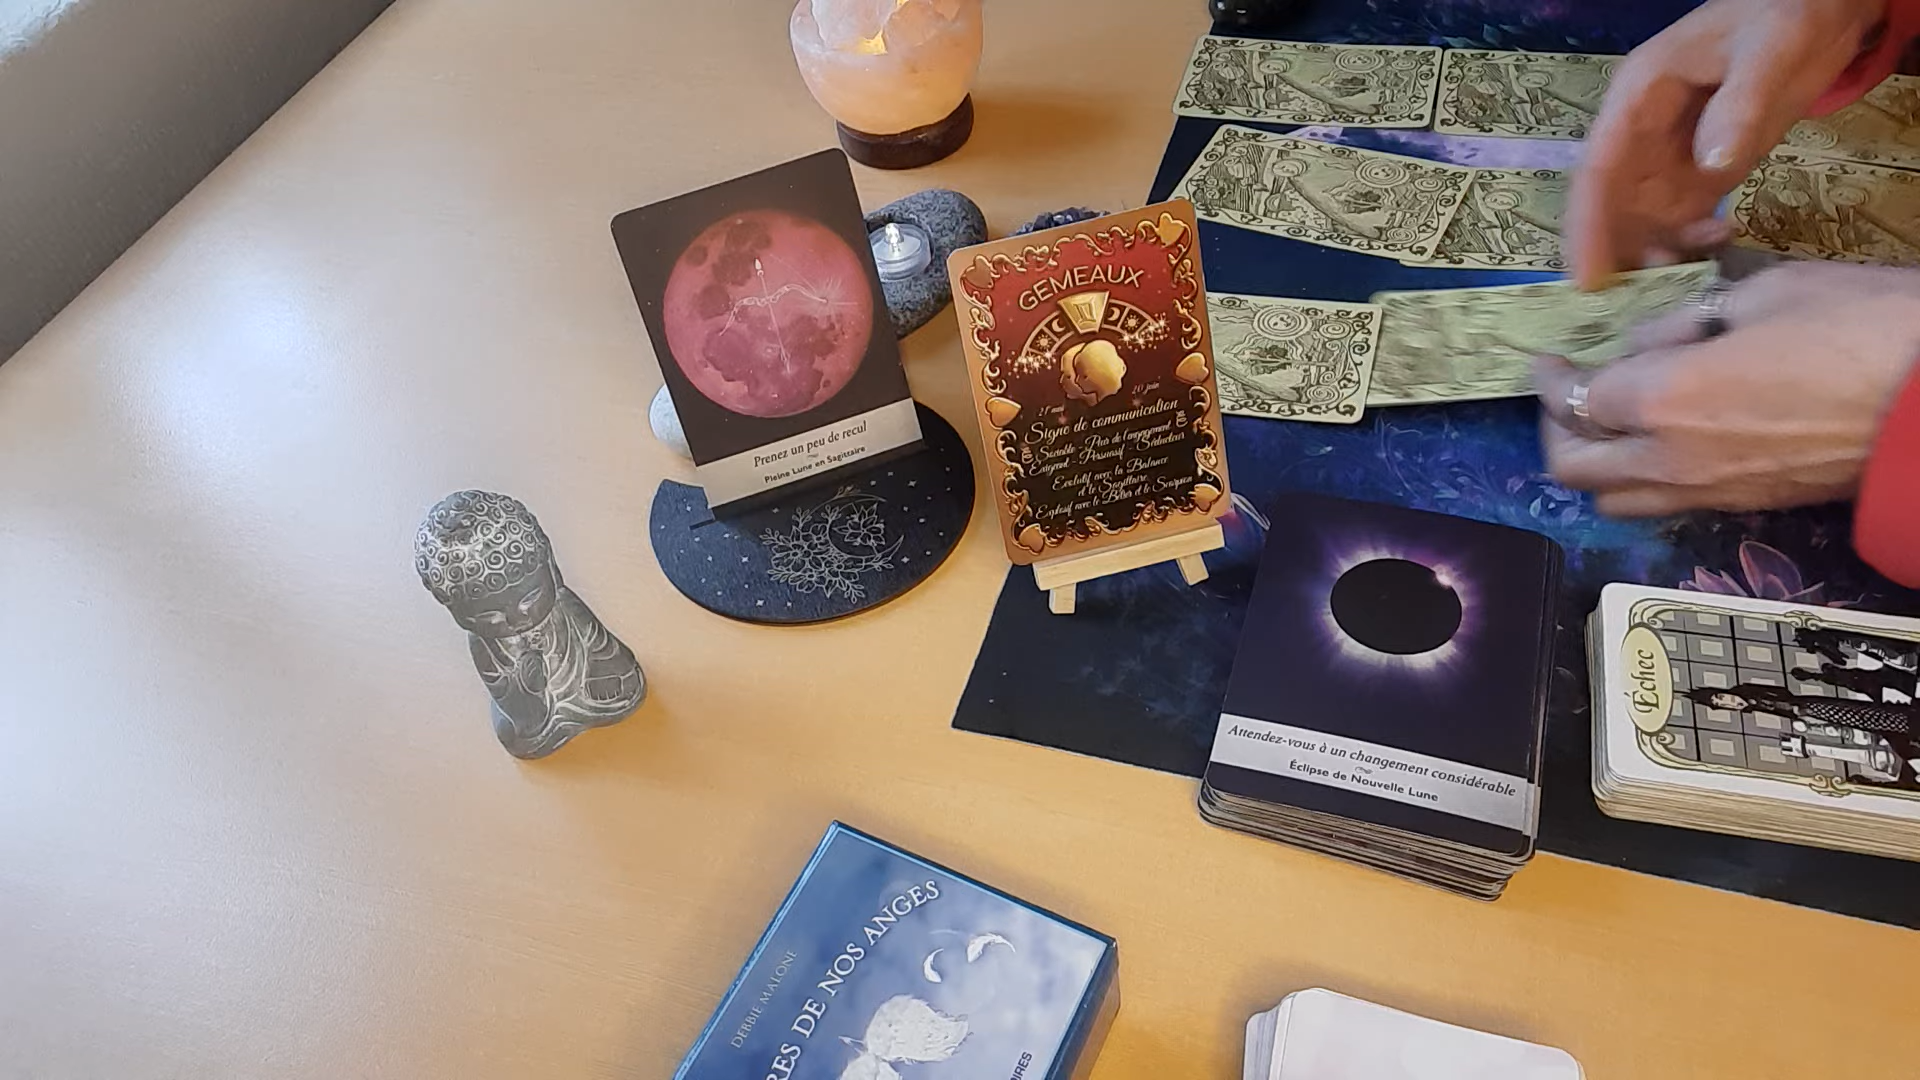 Prenez un peu de recul
Pleine Lune en Sagittaire
GEMEAUX
21 mai 20 juin
Signe de communication
Sociable - Peur de l'engagement
Exigeant - Persuasif - Séducteur
Evolutif avec la Balance
et le Sagittaire
Explosif avec le Bélier et le Scorpion
Attendez-vous à un changement considérable
Éclipse de Nouvelle Lune
Échec
DEBBIE MALONE
RES DE NOS ANGES
OIRES